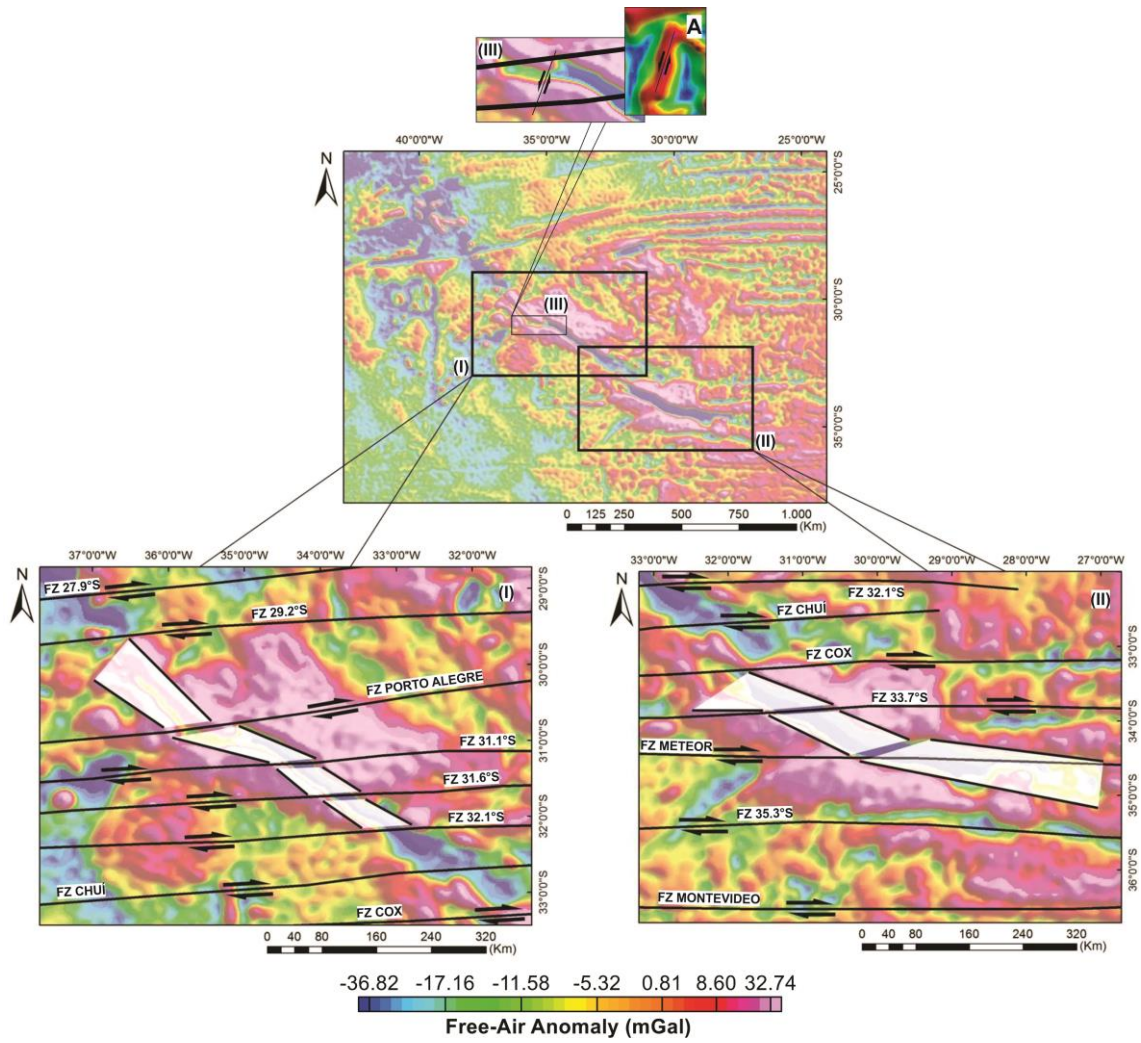 (III)
A
40°0'0"W 35°0'0"W 30°0'0"W 25°0'0"W
N
25°0'0"S
30°0'0"S
35°0'0"S
(III)
(I)
(II)
0 125 250 500 750 1.000
(Km)
37°0'0"W 36°0'0"W 35°0'0"W 34°0'0"W 33°0'0"W 32°0'0"W
N
(I)
FZ 27.9°S
FZ 29.2°S
FZ PORTO ALEGRE
FZ 31.1°S
FZ 31.6°S
FZ 32.1°S
FZ CHUÍ
FZ COX
29°0'0"S
30°0'0"S
31°0'0"S
32°0'0"S
33°0'0"S
0 40 80 160 240 320
(Km)
33°0'0"W 32°0'0"W 31°0'0"W 30°0'0"W 29°0'0"W 28°0'0"W 27°0'0"W
N
(II)
FZ 32.1°S
FZ CHUÍ
FZ COX
FZ 33.7°S
FZ METEOR
FZ 35.3°S
FZ MONTEVIDEO
33°0'0"S
34°0'0"S
35°0'0"S
36°0'0"S
0 40 80 160 240 320
(Km)
-36.82 -17.16 -11.58 -5.32 0.81 8.60 32.74
Free-Air Anomaly (mGal)